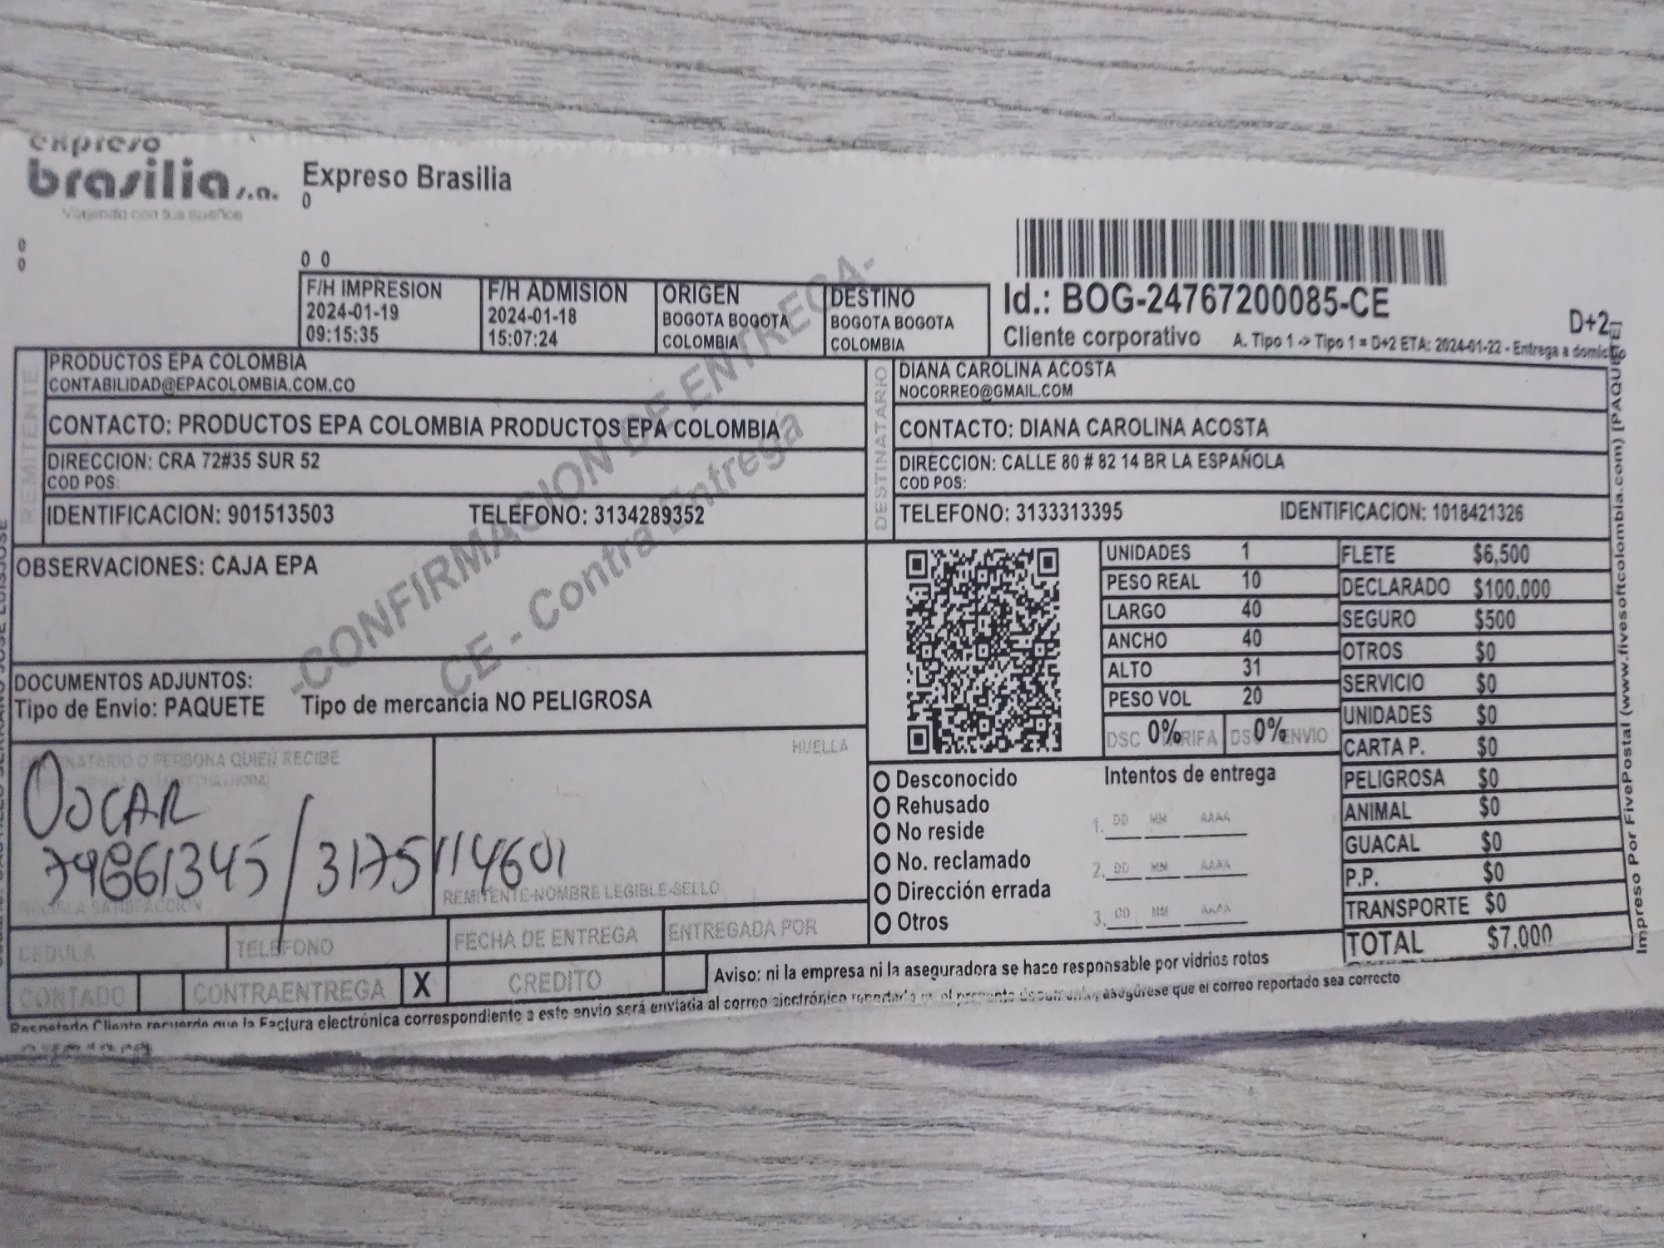 expreso
brasilia s.a.
Viajando con tus sueños
Expreso Brasilia
0
0 0
0
0
F/H IMPRESION
2024-01-19
09:15:35
F/H ADMISION
2024-01-18
15:07:24
ORIGEN
BOGOTA BOGOTA
COLOMBIA
DESTINO
BOGOTA BOGOTA
COLOMBIA
Id.: BOG-24767200085-CE
Cliente corporativo
A. Tipo 1 -> Tipo 1 = D+2 ETA: 2024-01-22 - Entrega a domicilio
D+2
REMITENTE
PRODUCTOS EPA COLOMBIA
CONTABILIDAD@EPACOLOMBIA.COM.CO
CONTACTO: PRODUCTOS EPA COLOMBIA PRODUCTOS EPA COLOMBIA
DIRECCION: CRA 72#35 SUR 52
COD POS:
IDENTIFICACION: 901513503 TELEFONO: 3134289352
DESTINATARIO
DIANA CAROLINA ACOSTA
NOCORREO@GMAIL.COM
CONTACTO: DIANA CAROLINA ACOSTA
DIRECCION: CALLE 80 # 82 14 BR LA ESPAÑOLA
COD POS:
TELEFONO: 3133313395 IDENTIFICACION: 1018421326
-CONFIRMACION DE ENTREGA-
CE - Contra Entrega
OBSERVACIONES: CAJA EPA
DOCUMENTOS ADJUNTOS:
Tipo de Envio: PAQUETE Tipo de mercancia NO PELIGROSA
UNIDADES 1
PESO REAL 10
LARGO 40
ANCHO 40
ALTO 31
PESO VOL 20
DSC 0% TARIFA DSC 0% ENVIO
FLETE $6,500
DECLARADO $100,000
SEGURO $500
OTROS $0
SERVICIO $0
UNIDADES $0
CARTA P. $0
PELIGROSA $0
ANIMAL $0
GUACAL $0
P.P. $0
TRANSPORTE $0
TOTAL $7,000
Desconocido
Rehusado
No reside
No. reclamado
Dirección errada
Otros
Intentos de entrega
1. DD MM AAAA
2. DD MM AAAA
3. DD MM AAAA
O PERSONA QUIEN RECIBE
HUELLA
OSCAR
79861345/3175114601
REMITENTE-NOMBRE LEGIBLE-SELLO
CEDULA
TELEFONO
FECHA DE ENTREGA
ENTREGADA POR
CONTADO
CONTRAENTREGA X
CREDITO
Aviso: ni la empresa ni la aseguradora se hace responsable por vidrios rotos
Respetado Cliente recuerde que la Factura electrónica correspondiente a este envio será enviada al correo electrónico asegúrese que el correo reportado sea correcto
Impreso Por FivePostal (www.fivesoftcolombia.com)